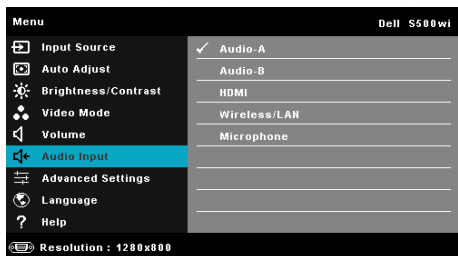 Menu
Dell S500wi
Input Source
Auto Adjust
Brightness/Contrast
Video Mode
Volume
Audio Input
Advanced Settings
Language
? Help
Audio-A
Audio-B
HDMI
Wireless/LAN
Microphone
Resolution : 1280x800